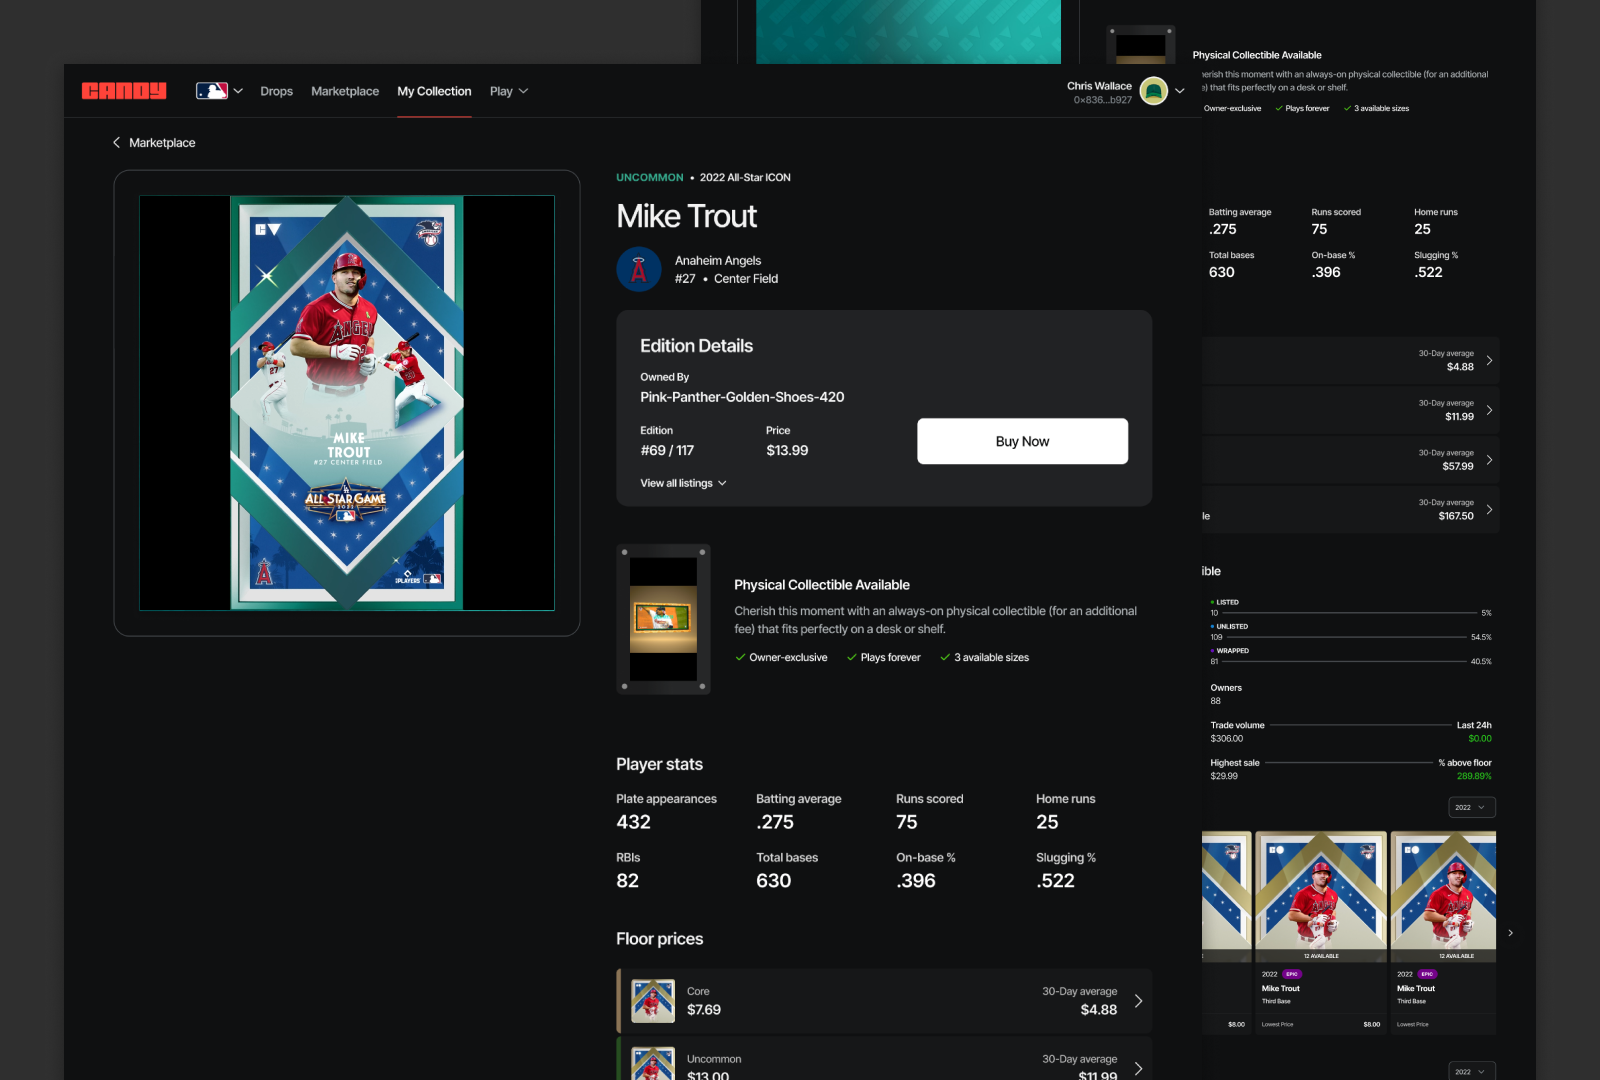 CANDY
Drops
Marketplace
My Collection
Play
Chris Wallace
0×836...b927
Marketplace
UNCOMMON • 2022 All-Star ICON
Mike Trout
Anaheim Angels
#27 • Center Field
ANGELS
27
MIKE
TROUT
#27 CENTER FIELD
ALL STAR GAME
2022
PLAYERS
Edition Details
Owned By
Pink-Panther-Golden-Shoes-420
Edition
Price
#69 / 117
$13.99
Buy Now
View all listings
Physical Collectible Available
Cherish this moment with an always-on physical collectible (for an additional
fee) that fits perfectly on a desk or shelf.
Owner-exclusive
Plays forever
3 available sizes
Player stats
Plate appearances
Batting average
Runs scored
Home runs
432
.275
75
25
RBIs
Total bases
On-base %
Slugging %
82
630
.396
.522
Floor prices
Core
30-Day average
$7.69
$4.88
Uncommon
30-Day average
$13.00
$11.99
Physical Collectible Available
herish this moment with an always-on physical collectible (for an additional
e) that fits perfectly on a desk or shelf.
Owner-exclusive
Plays forever
3 available sizes
Batting average
Runs scored
Home runs
.275
75
25
Total bases
On-base %
Slugging %
630
.396
.522
30-Day average
$4.88
30-Day average
$11.99
30-Day average
$57.99
30-Day average
le
$167.50
ible
LISTED
10
5%
UNLISTED
109
54.5%
WRAPPED
81
40.5%
Owners
88
Trade volume
Last 24h
$306.00
$0.00
Highest sale
% above floor
$29.99
289.89%
2022
12 AVAILABLE
12 AVAILABLE
2022 EPIC
2022 EPIC
Mike Trout
Mike Trout
Third Base
Third Base
$8.00
Lowest Price
$8.00
Lowest Price
2022